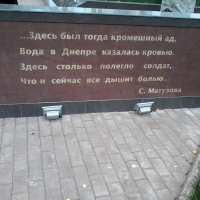 ...Здесь был тогда кромешный ад,
Вода в Днепре казалась кровью.
Здесь столько полегло солдат,
Что и сейчас все дышит болью...
С. Матузова